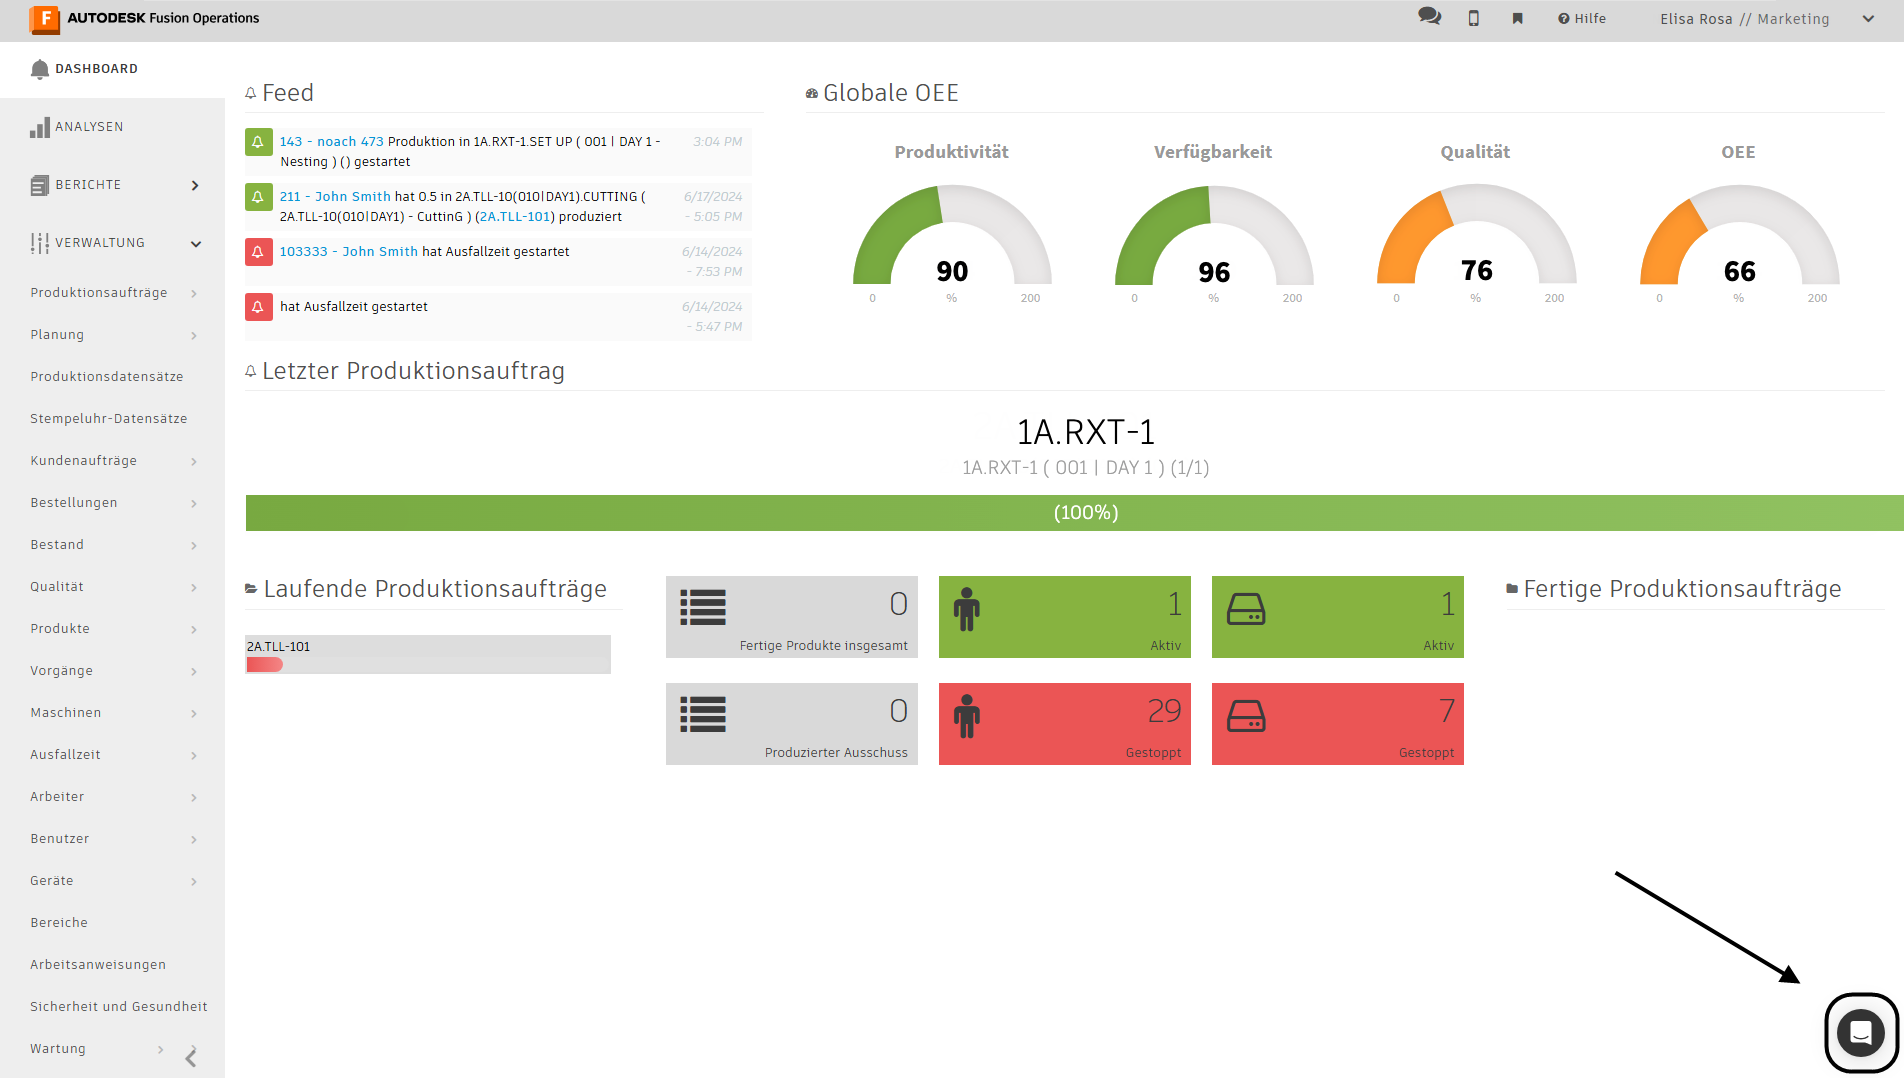 F AUTODESK Fusion Operations
Hilfe
Elisa Rosa // Marketing
DASHBOARD
ANALYSEN
BERICHTE
VERWALTUNG
Produktionsaufträge
Planung
Produktionsdatensätze
Stempeluhr-Datensätze
Kundenaufträge
Bestellungen
Bestand
Qualität
Produkte
Vorgänge
Maschinen
Ausfallzeit
Arbeiter
Benutzer
Geräte
Bereiche
Arbeitsanweisungen
Sicherheit und Gesundheit
Wartung
Feed
143 - noach 473 Produktion in 1A.RXT-1.SET UP ( 001 | DAY 1 - 3:04 PM
Nesting ) () gestartet
211 - John Smith hat 0.5 in 2A.TLL-10(010|DAY1).CUTTING ( 6/17/2024
2A.TLL-10(010|DAY1) - CuttinG ) (2A.TLL-101) produziert - 5:05 PM
103333 - John Smith hat Ausfallzeit gestartet 6/14/2024
- 7:53 PM
hat Ausfallzeit gestartet 6/14/2024
- 5:47 PM
Globale OEE
Produktivität Verfügbarkeit Qualität OEE
90 96 76 66
0 % 200 0 % 200 0 % 200 0 % 200
Letzter Produktionsauftrag
1A.RXT-1
1A.RXT-1 ( 001 | DAY 1 ) (1/1)
(100%)
Laufende Produktionsaufträge
2A.TLL-101
0
Fertige Produkte insgesamt
1
Aktiv
1
Aktiv
0
Produzierter Ausschuss
29
Gestoppt
7
Gestoppt
Fertige Produktionsaufträge